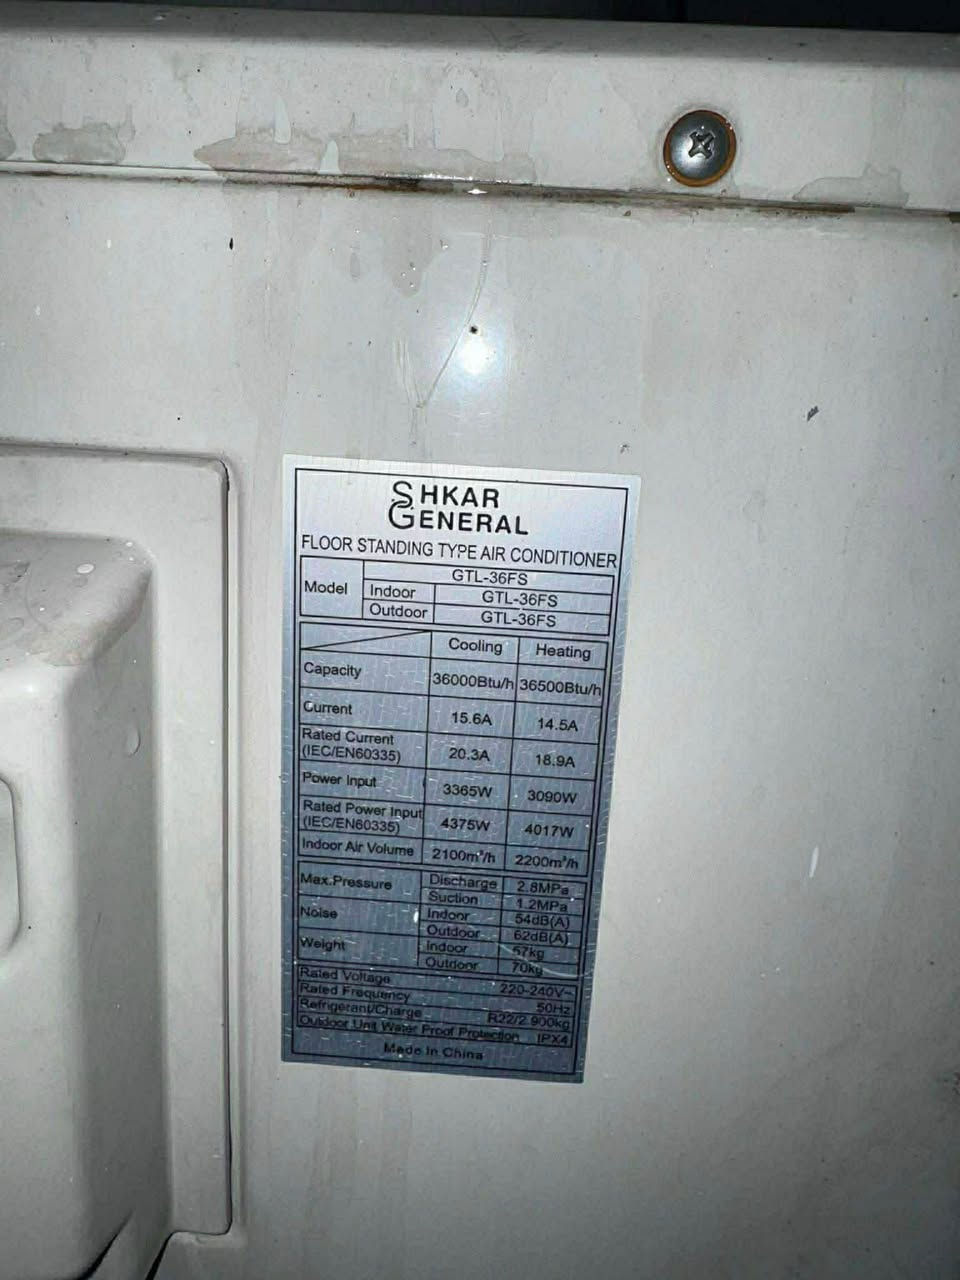 SHKAR
GENERAL
FLOOR STANDING TYPE AIR CONDITIONER
Model GTL-36FS
Indoor GTL-36FS
Outdoor GTL-36FS
Cooling Heating
Capacity 36000Btu/h 36500Btu/h
Current 15.6A 14.5A
Rated Current (IEC/EN60335) 20.3A 18.9A
Power Input 3365W 3090W
Rated Power Input (IEC/EN60335) 4375W 4017W
Indoor Air Volume 2100m³/h 2200m³/h
Max.Pressure Discharge 2.8MPa
Suction 1.2MPa
Noise Indoor 54dB(A)
Outdoor 62dB(A)
Weight Indoor 57kg
Outdoor 70kg
Rated Voltage 220-240V~
Rated Frequency 50Hz
Refrigerant/Charge R22/2.900kg
Outdoor Unit Water Proof Protection IPX4
Made In China